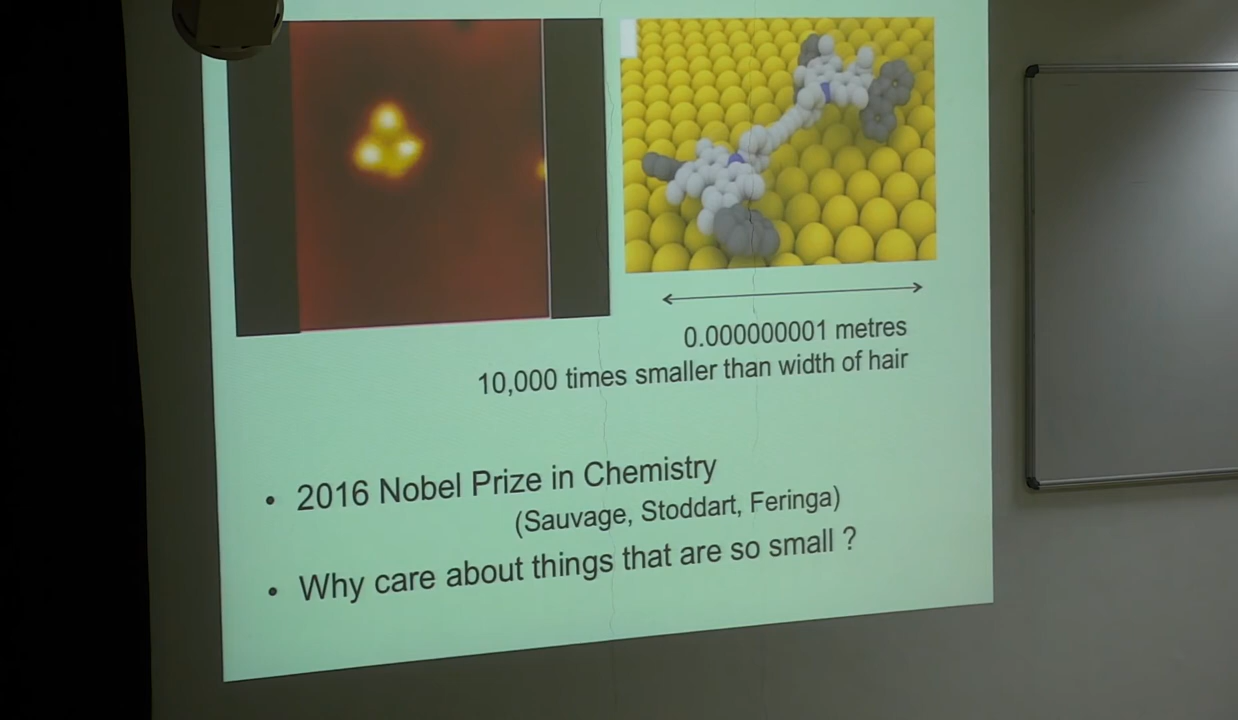 0.000000001 metres
10,000 times smaller than width of hair
• 2016 Nobel Prize in Chemistry
(Sauvage, Stoddart, Feringa)
• Why care about things that are so small ?